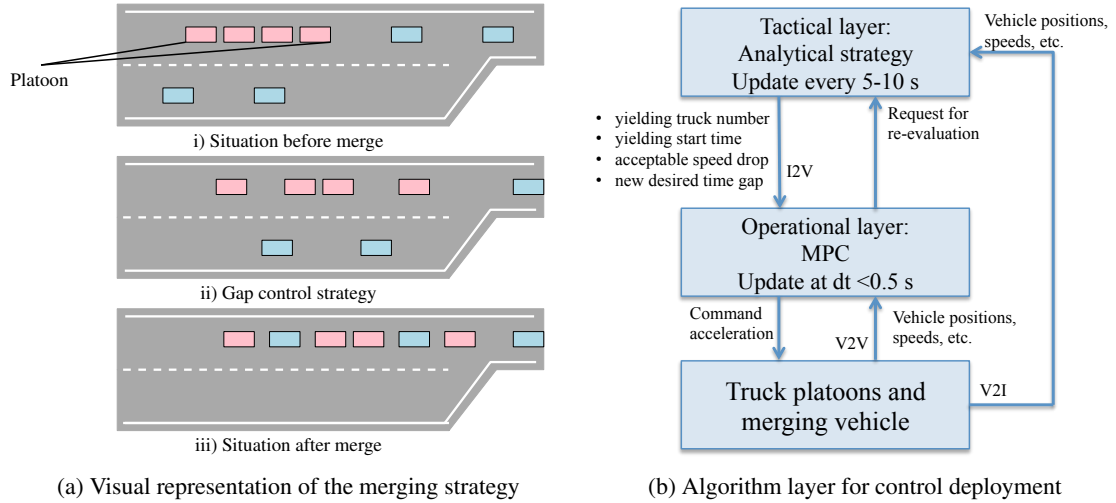 Platoon
i) Situation before merge
ii) Gap control strategy
iii) Situation after merge
(a) Visual representation of the merging strategy
Tactical layer:
Analytical strategy
Update every 5-10 s
Vehicle positions,
speeds, etc.
• yielding truck number
• yielding start time
• acceptable speed drop
• new desired time gap
I2V
Request for
re-evaluation
Operational layer:
MPC
Update at dt <0.5 s
Command
acceleration
V2V
Vehicle positions,
speeds, etc.
Truck platoons and
merging vehicle
V2I
(b) Algorithm layer for control deployment